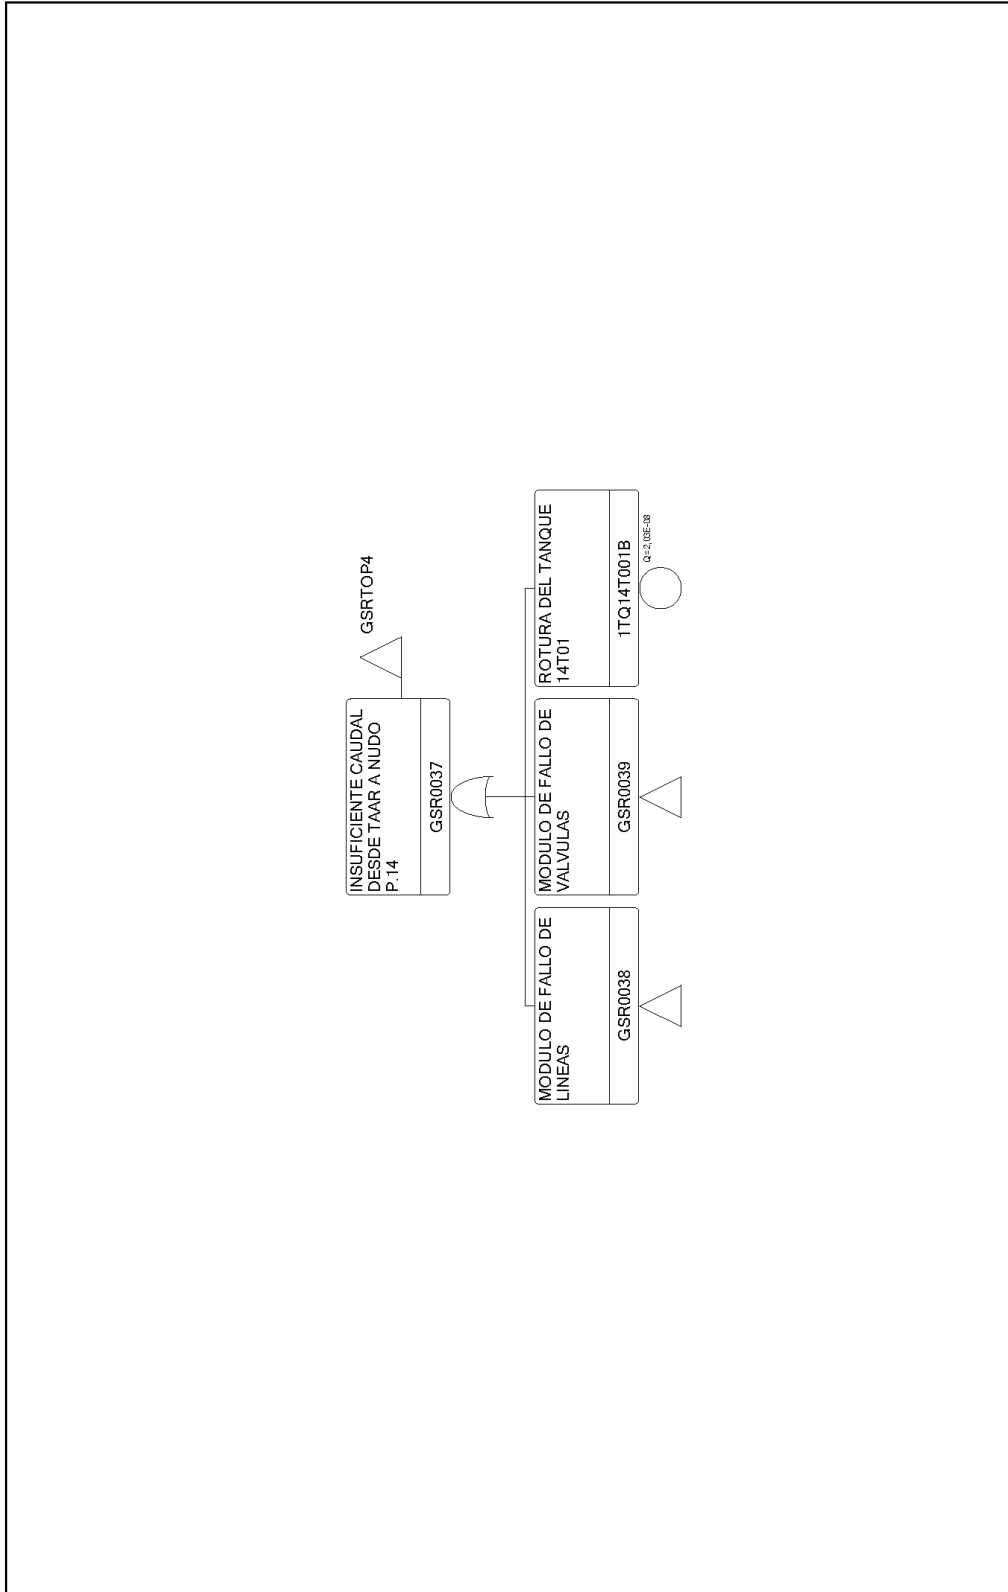 INSUFICIENTE CAUDAL
DESDE TAAR A NUDO
P.14
GSR0037
GSRTOP4
MODULO DE FALLO DE
LINEAS
GSR0038
MODULO DE FALLO DE
VALVULAS
GSR0039
ROTURA DEL TANQUE
14T01
1TQ14T001B
Q=2,03E-08